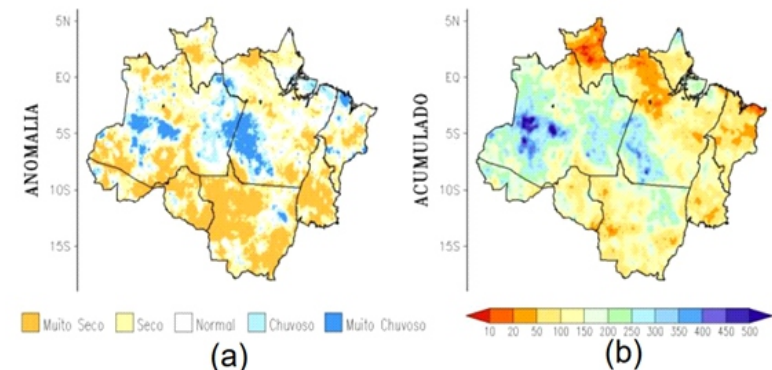 5N
EQ
5S
10S
15S
ANOMALIA
Muito Seco
Seco
Normal
Chuvoso
Muito Chuvoso
(a)
5N
EQ
5S
10S
15S
ACUMULADO
10 20 50 100 150 200 250 300 350 400 450 500
(b)